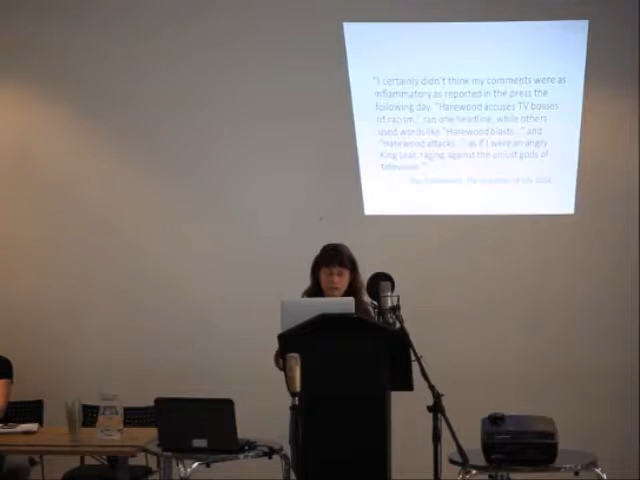 "I certainly didn't think my comments were as
inflammatory as reported in the press the
following day. "Harewood accuses TV bosses
of racism," ran one headline, while others
used words like "Harewood blasts..." and
"Harewood attacks...", as if I were an angry
King Lear, raging against the unjust gods of
television."